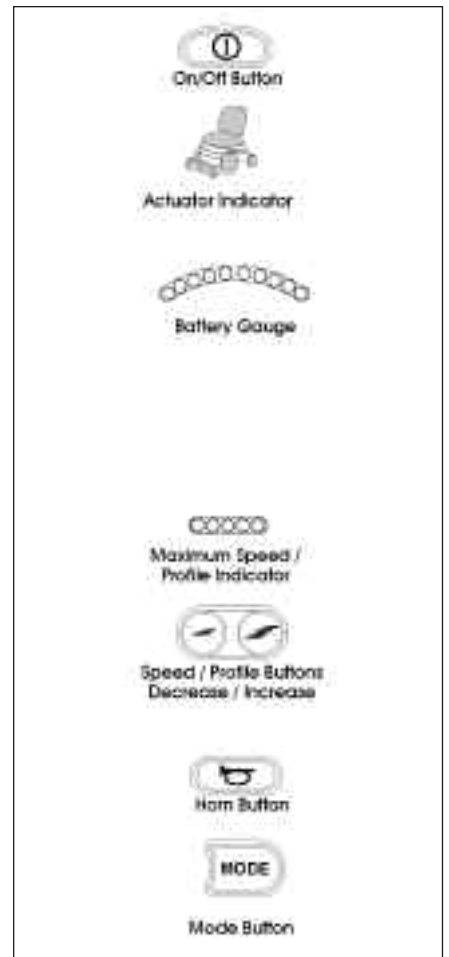 On/Off Button
Actuator Indicator
Battery Gauge
Maximum Speed /
Profile Indicator
Speed / Profile Buttons
Decrease / Increase
Horn Button
MODE
Mode Button